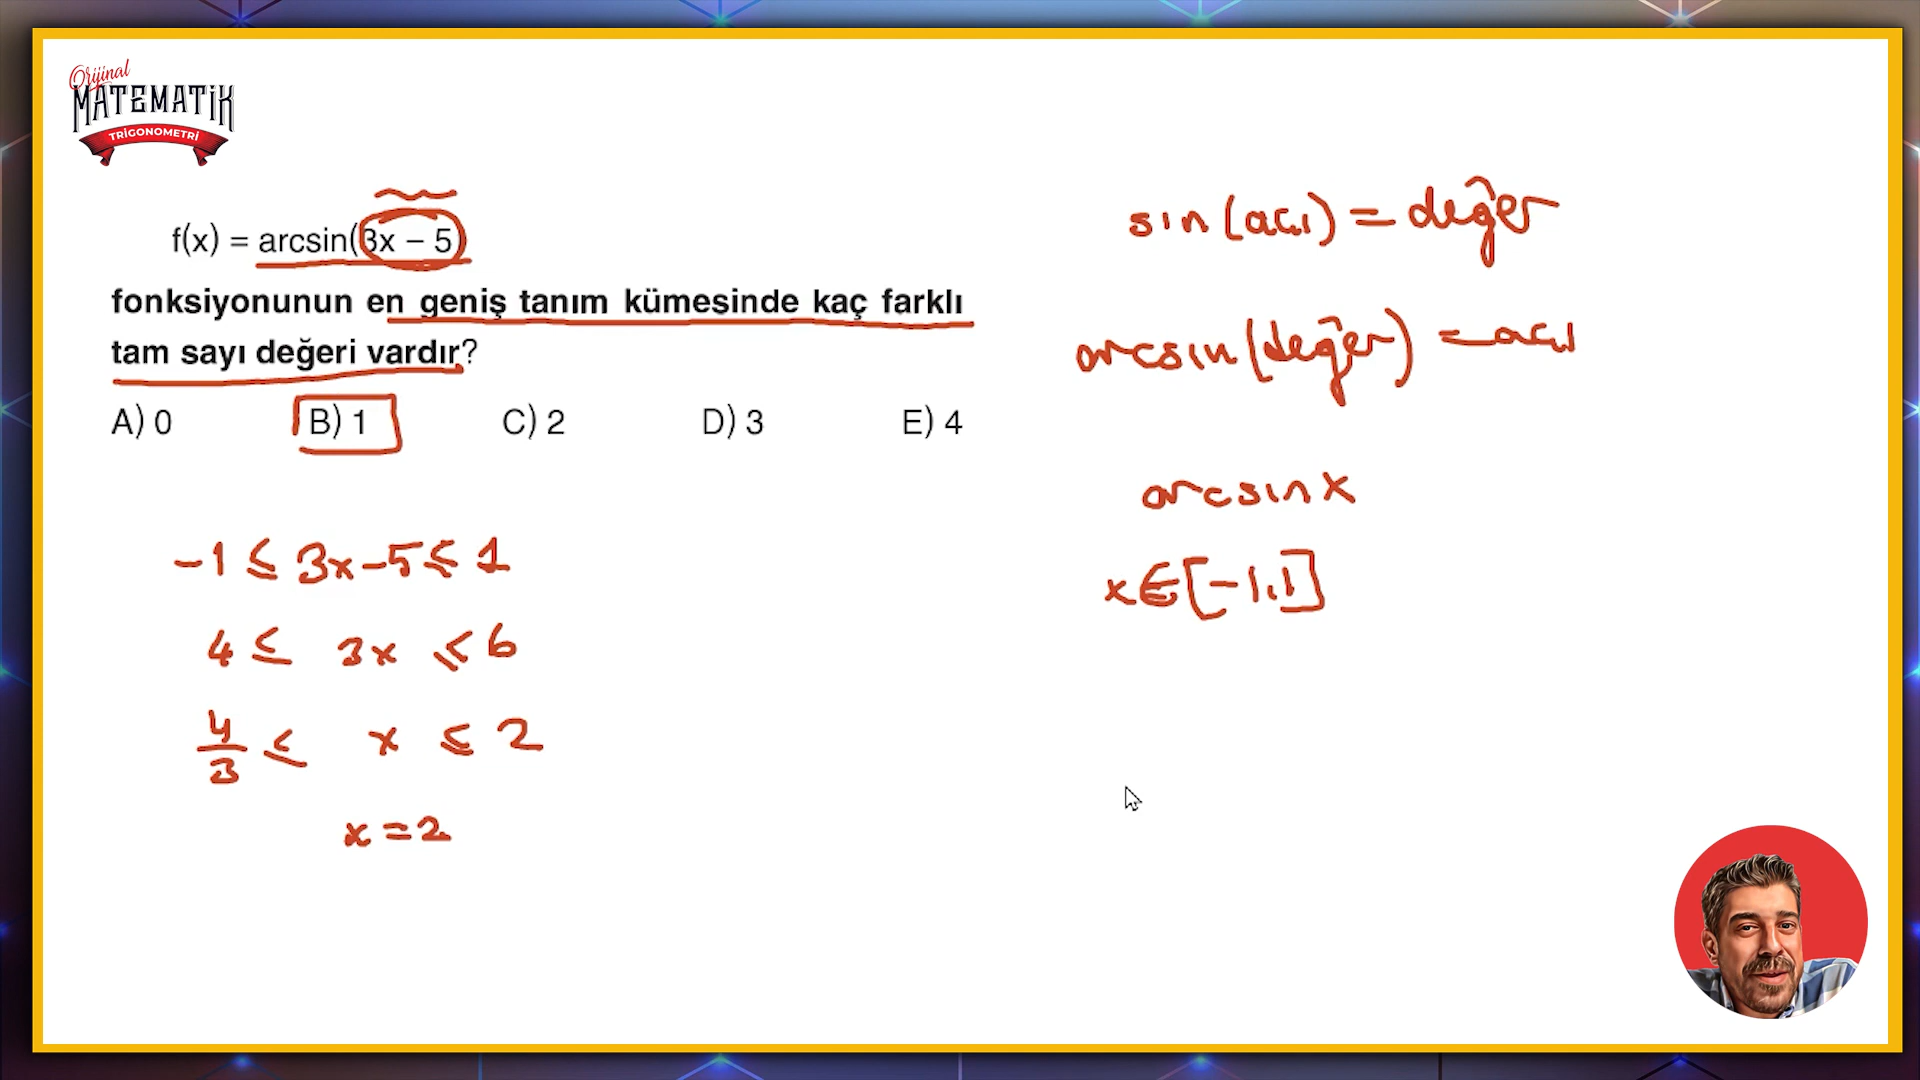 Orijinal
MATEMATİK
TRİGONOMETRİ
f(x) = arcsin(3x – 5)
fonksiyonunun en geniş tanım kümesinde kaç farklı
tam sayı değeri vardır?
A) 0 B) 1 C) 2 D) 3 E) 4
-1 ≤ 3x-5 ≤ 1
4 ≤ 3x ≤ 6
4/3 ≤ x ≤ 2
x = 2
sin(açı) = değer
arcsin(değer) = açı
arcsinx
x∈[-1,1]